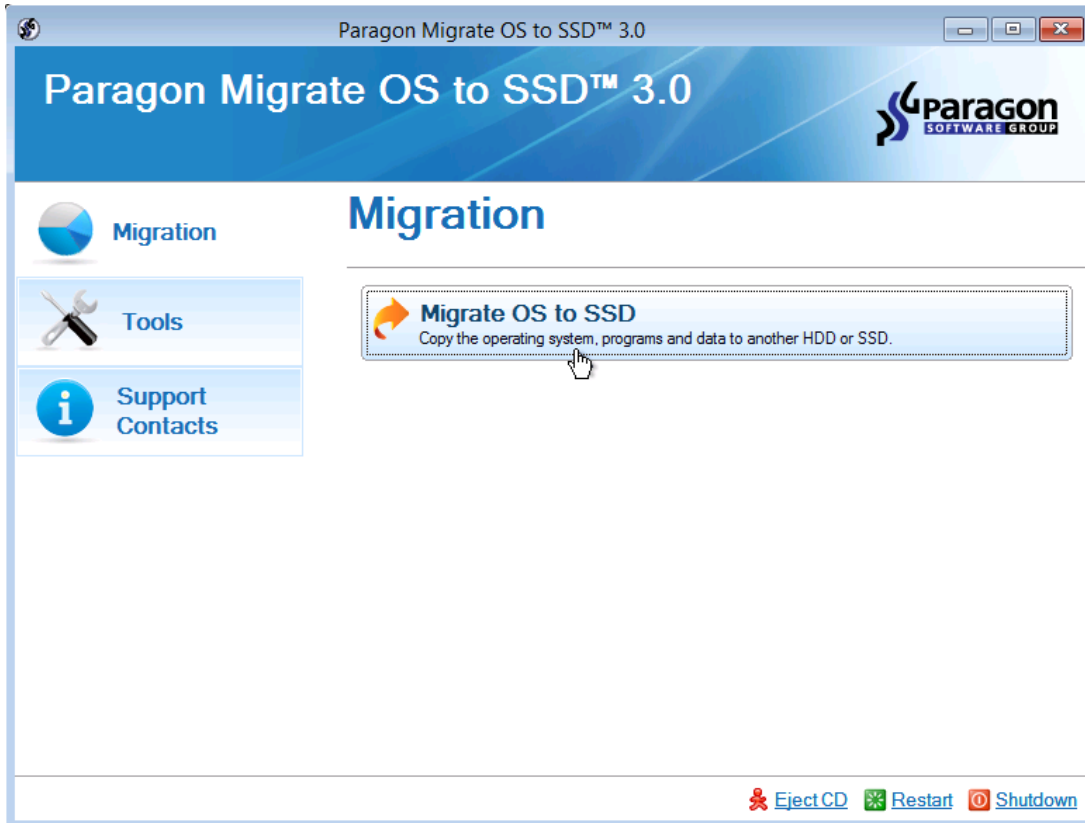 Paragon Migrate OS to SSD™ 3.0
Paragon Migrate OS to SSD™ 3.0
Paragon
SOFTWARE GROUP
Migration
Tools
Support
Contacts
Migration
Migrate OS to SSD
Copy the operating system, programs and data to another HDD or SSD.
Eject CD Restart Shutdown